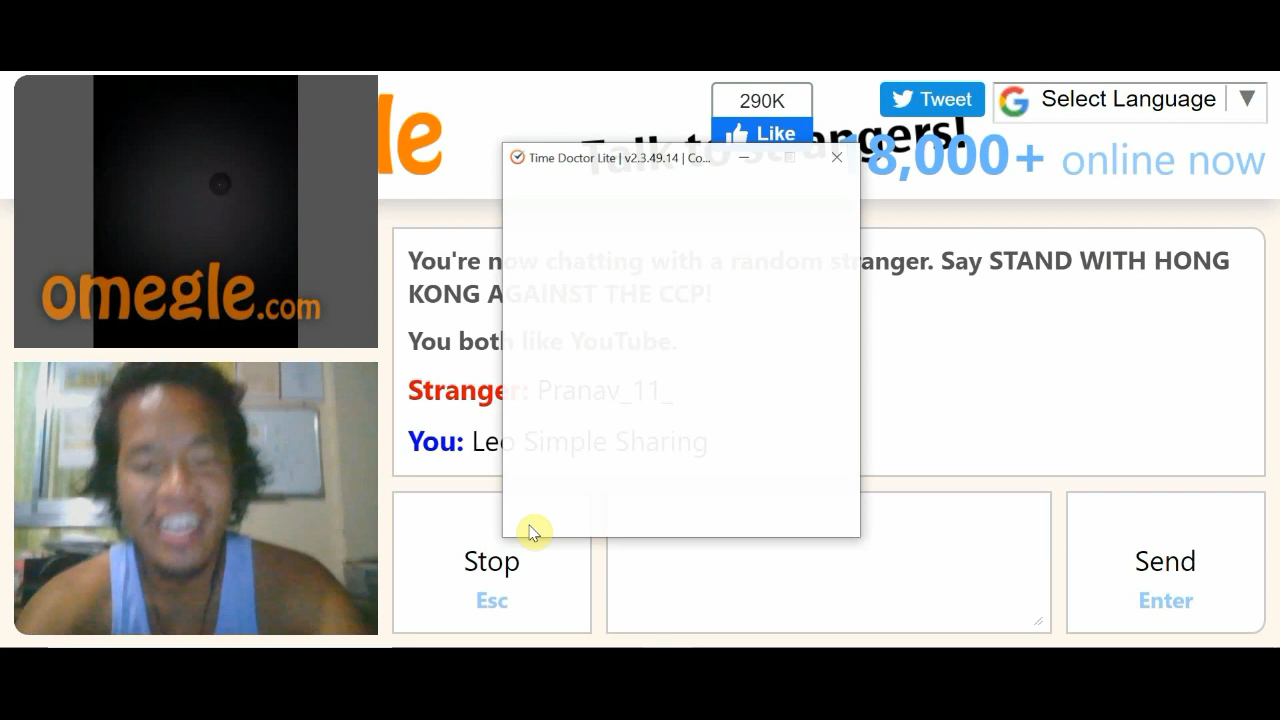 le
290K
Like
Tweet
Select Language
Talk to strangers!
8,000+ online now
Time Doctor Lite | v2.3.49.14 | Co...
omegle.com
You're now chatting with a random stranger. Say STAND WITH HONG
KONG AGAINST THE CCP!
You both like YouTube.
Stranger: Pranav_11_
You: Leo Simple Sharing
Stop
Esc
Send
Enter